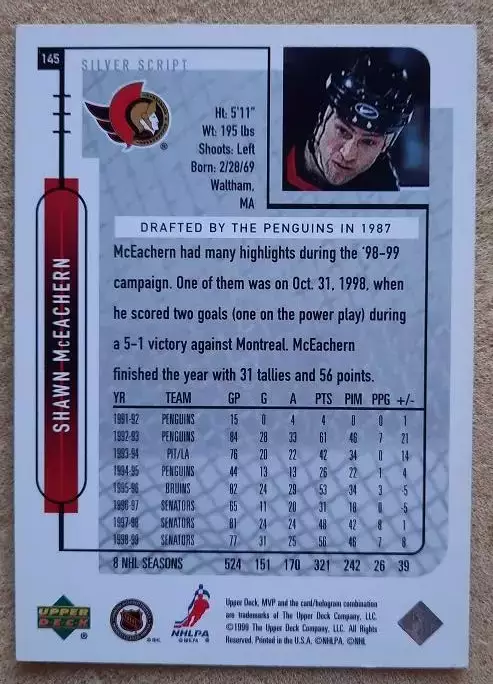 145
SILVER SCRIPT
Ht: 5'11"
Wt: 195 lbs
Shoots: Left
Born: 2/28/69
Waltham,
MA
SHAWN McEACHERN
DRAFTED BY THE PENGUINS IN 1987
McEachern had many highlights during the '98-99
campaign. One of them was on Oct. 31, 1998, when
he scored two goals (one on the power play) during
a 5-1 victory against Montreal. McEachern
finished the year with 31 tallies and 56 points.
YR TEAM GP G A PTS PIM PPG +/-
1991-92 PENGUINS 15 0 4 4 0 0 1
1992-93 PENGUINS 84 28 33 61 46 7 21
1993-94 PIT/LA 76 20 22 42 34 0 14
1994-95 PENGUINS 44 13 13 26 22 1 4
1995-96 BRUINS 82 24 29 53 34 3 -5
1996-97 SENATORS 65 11 20 31 18 0 -5
1997-98 SENATORS 81 24 24 48 42 8 1
1998-99 SENATORS 77 31 25 56 46 7 8
8 NHL SEASONS 524 151 170 321 242 26 39
UPPER
DECK ®
NHLPA
Upper Deck, MVP and the card/hologram combination
are trademarks of The Upper Deck Company, LLC.
©1999 The Upper Deck Company, LLC. All Rights
Reserved. Printed in the U.S.A. ©NHLPA. ©NHL